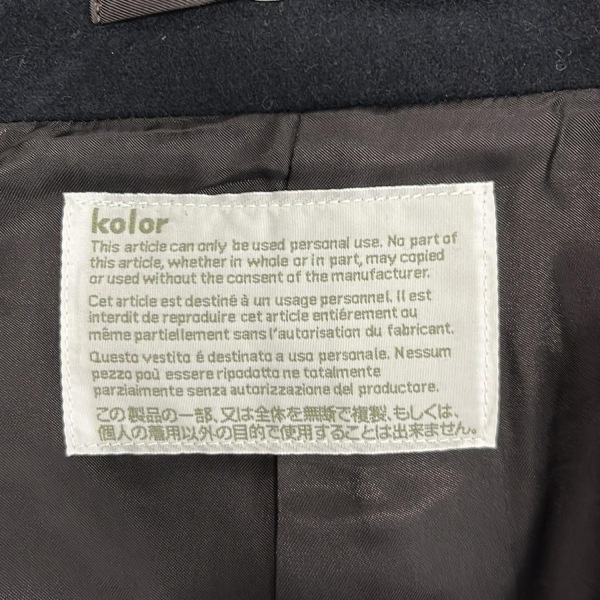 kolor
This article can only be used personal use. No part of
this article, whether in whole or in part, may copied
or used without the consent of the manufacturer.
Cet article est destiné à un usage personnel. Il est
interdit de reproduire cet article entiérement ou
même partiellement sans l'autorisation du fabricant.
Questo vestito é destinato a uso personale. Nessum
pezzo poù essere ripodotto ne totalmente
parzialmente senza autorizzazione del productore.
この製品の一部、又は全体を無断で複製、もしくは、
個人の着用以外の目的で使用することは出来ません。